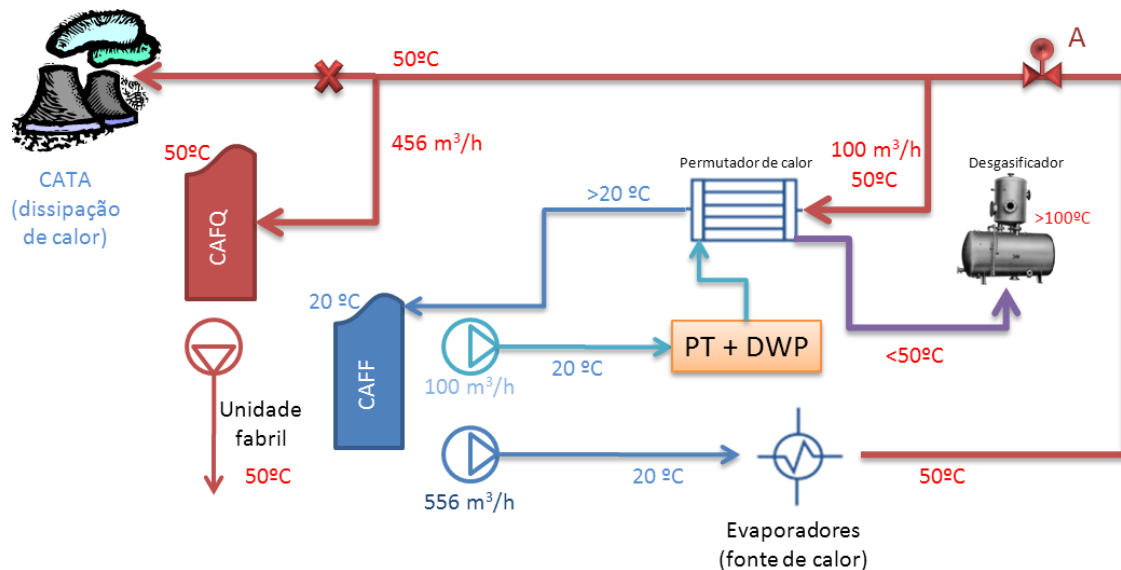 A
50ºC
50ºC
456 m³/h
100 m³/h
50ºC
Permutador de calor
Desgasificador
>100ºC
CATA
(dissipação
de calor)
CAFQ
>20 ºC
20 ºC
PT + DWP
<50ºC
20 ºC
100 m³/h
CAFF
Unidade
fabril
50ºC
20 ºC
50ºC
556 m³/h
Evaporadores
(fonte de calor)